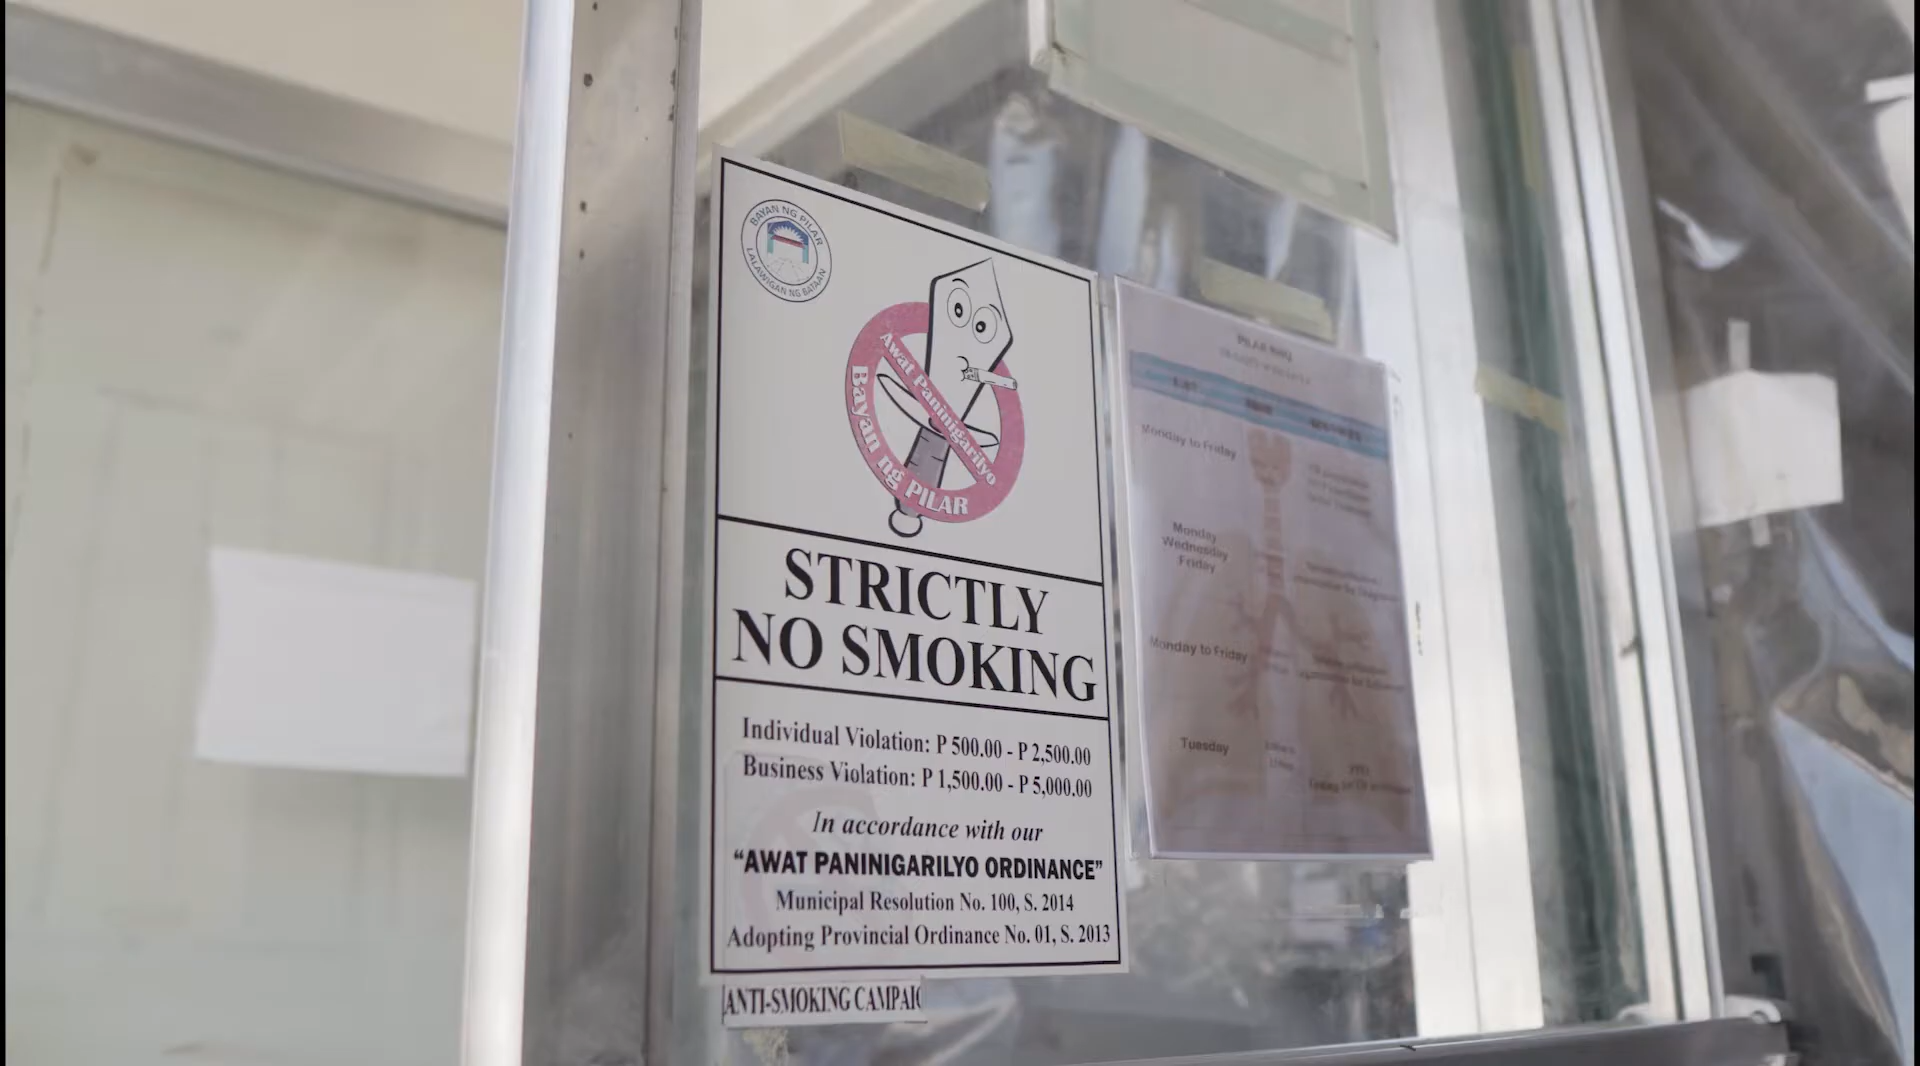 BAYAN NG PILAR
LALAWIGAN NG BATAAN
Awat Paninigarilyo
Bayan ng PILAR
STRICTLY
NO SMOKING
Individual Violation: P 500.00 - P 2,500.00
Business Violation: P 1,500.00 - P 5,000.00
In accordance with our
“AWAT PANINIGARILYO ORDINANCE”
Municipal Resolution No. 100, S. 2014
Adopting Provincial Ordinance No. 01, S. 2013
ANTI-SMOKING CAMPAIG
PILAR RHU
Monday to Friday
Monday
Wednesday
Friday
Monday to Friday
Tuesday